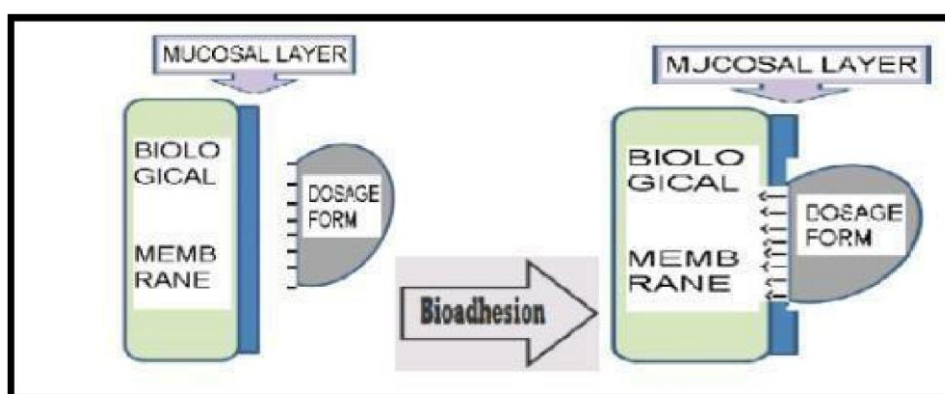 MUCOSAL LAYER
BIOLO
GICAL
MEMB
RANE
DOSAGE
FORM
Bioadhesion
MJCOSAL LAYER
BIOLO
GICAL
MEMB
RANE
DOSAGE
FORM